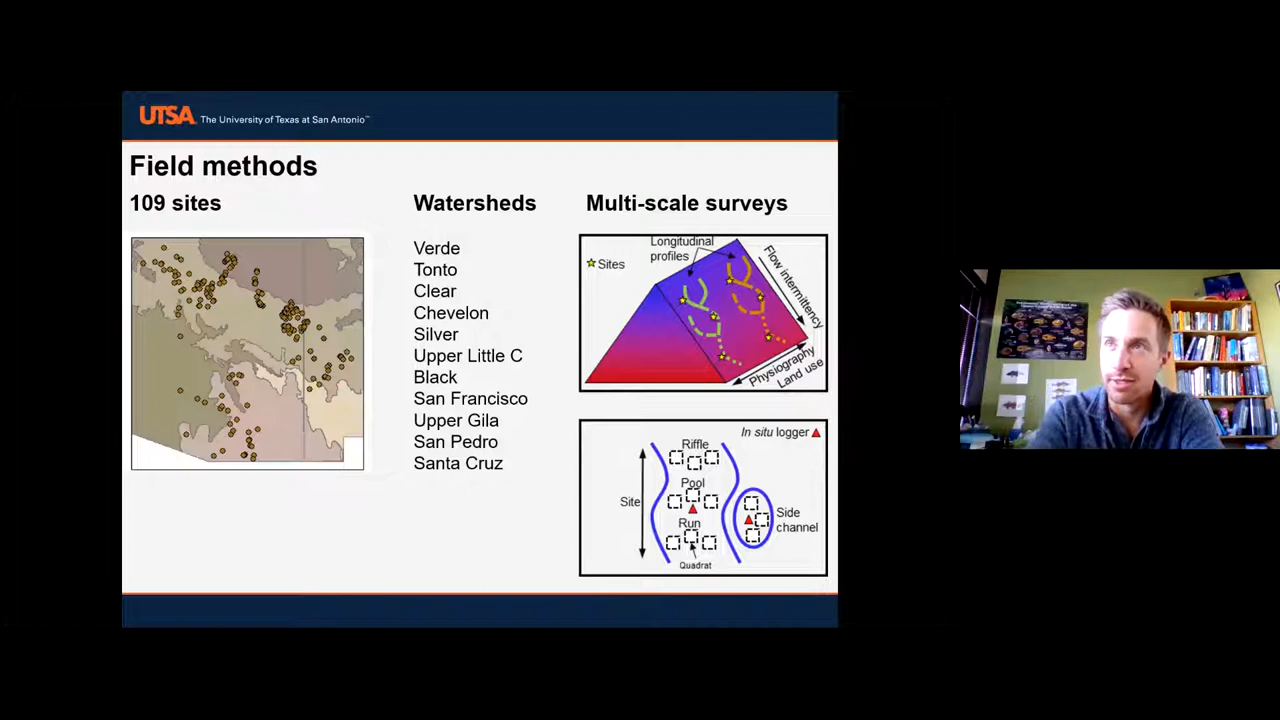 UTSA The University of Texas at San Antonio™
Field methods
109 sites
Watersheds
Verde
Tonto
Clear
Chevelon
Silver
Upper Little C
Black
San Francisco
Upper Gila
San Pedro
Santa Cruz
Multi-scale surveys
Longitudinal
profiles
Sites
Flow intermittency
Physiography
Land use
In situ logger
Riffle
Pool
Site
Run
Side
channel
Quadrat